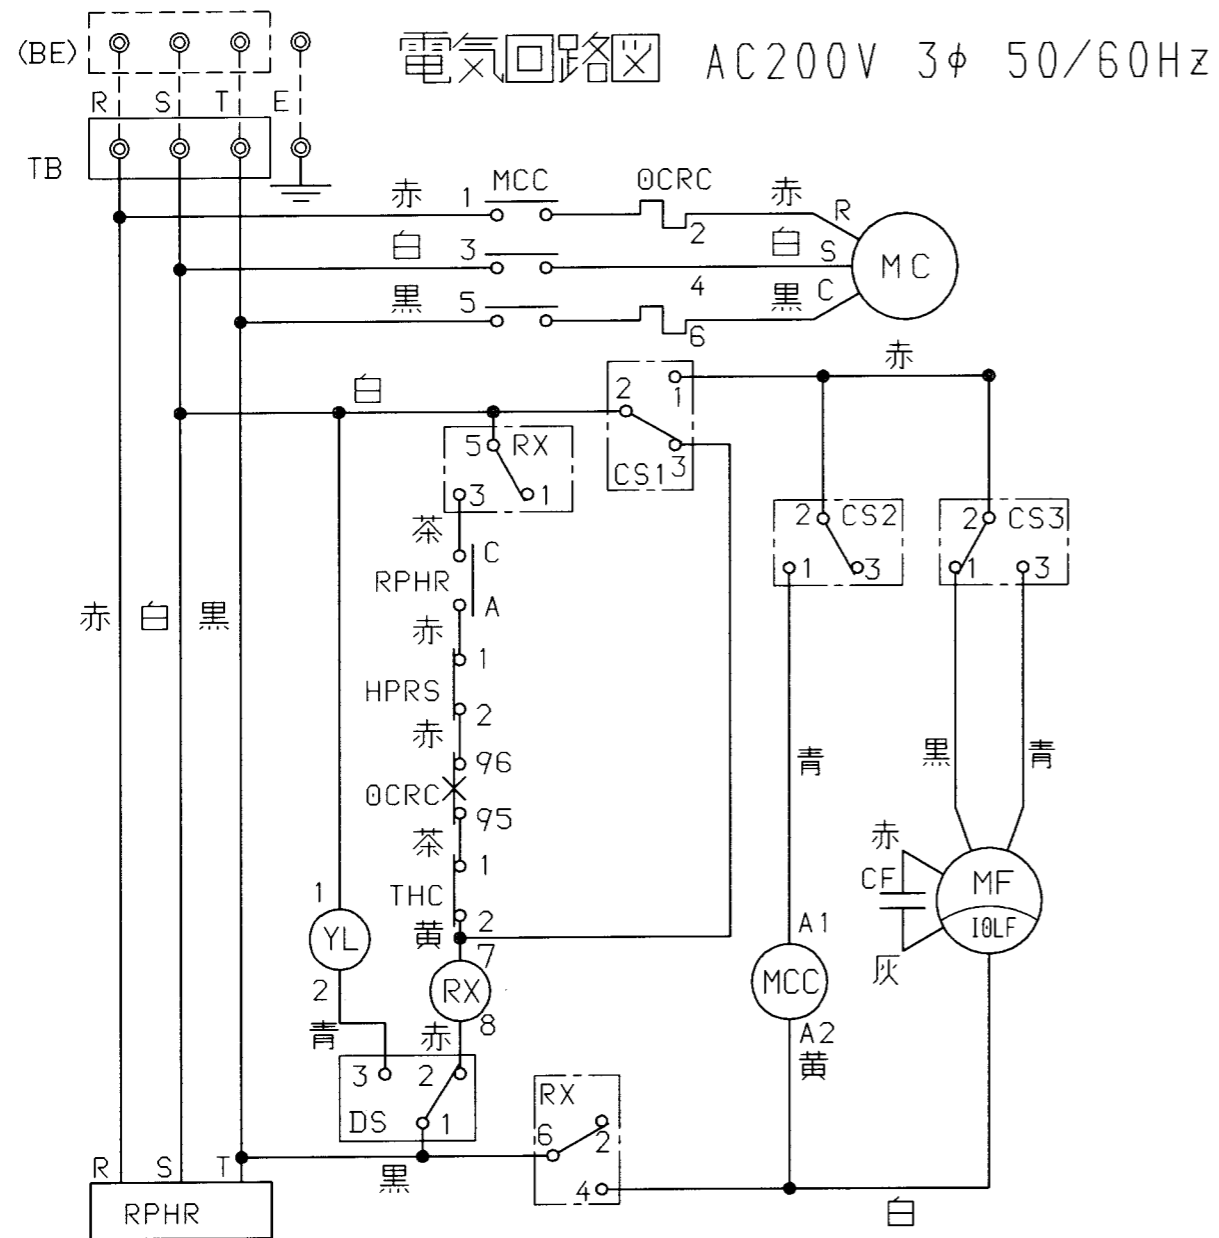 (BE)
電気回路図 AC200V 3φ 50/60Hz
R S T E
TB
赤 1 MCC OCRC 2 赤 R
白 3 4 白 S MC
黒 5 6 黒 C
白
2 1 赤
CS1 3
5 RX
3 1
2 CS2
1 3
2 CS3
1 3
茶 C
RPHR
A
赤 白 黒
赤 1
HPRS
2
赤
96
OCRC
95
茶 1
THC
2
黄
青
黒 青
赤
CF
灰
MF
IOLF
1
YL
2
青
7
RX
8
赤
A1
MCC
A2
黄
3 2
DS 1
RX
6 2
4
黒
白
R S T
RPHR